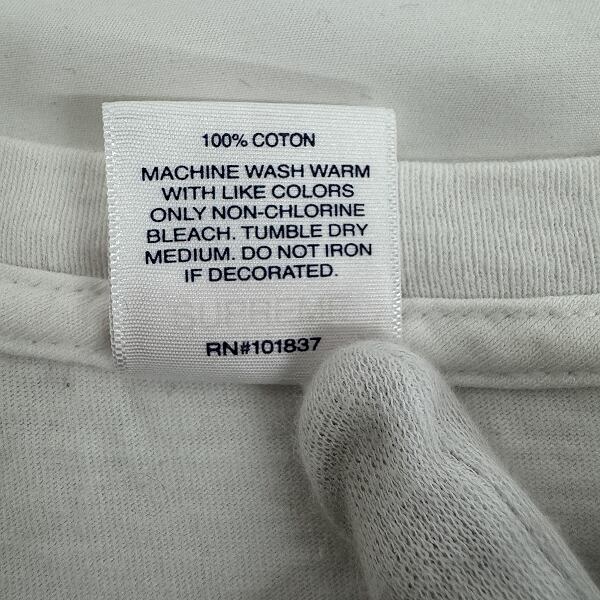 100% COTON
MACHINE WASH WARM
WITH LIKE COLORS
ONLY NON-CHLORINE
BLEACH. TUMBLE DRY
MEDIUM. DO NOT IRON
IF DECORATED.
RN#101837